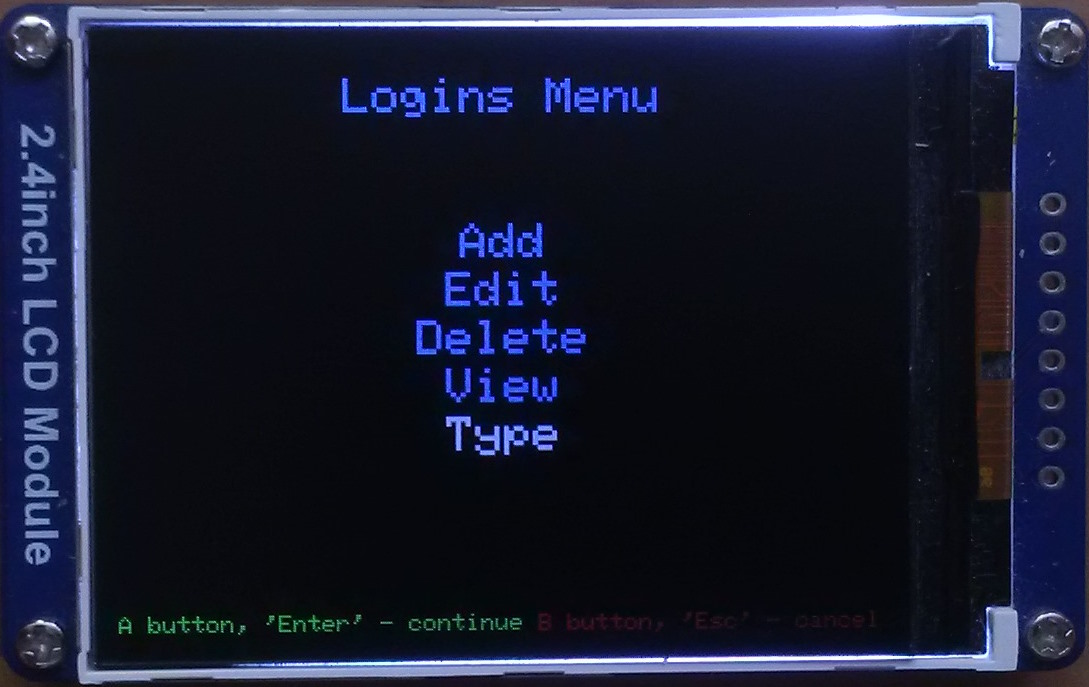 Logins Menu
Add
Edit
Delete
View
Type
A button, 'Enter' - continue B button, 'Esc' - cancel
2.4inch LCD Module